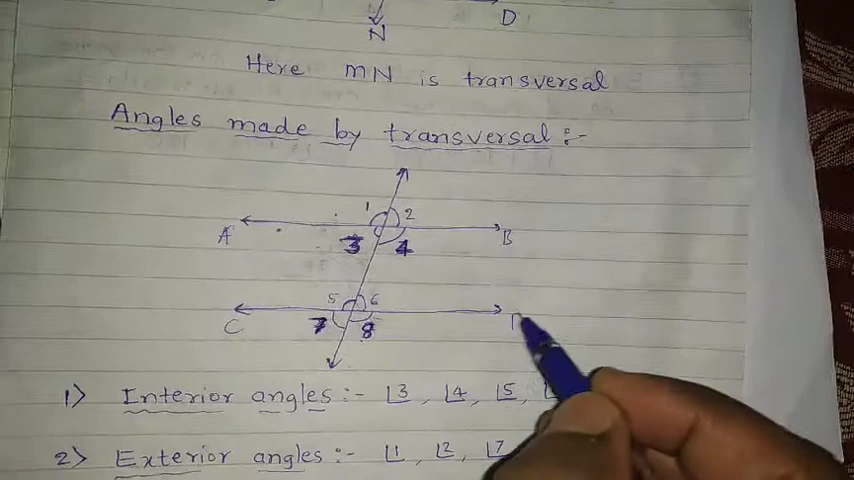 N D
Here MN is transversal
Angles made by transversal :-
1 2
A B
3 4
5 6
C
7 8
1) Interior angles :- ∠3, ∠4, ∠5,
2) Exterior angles :- ∠1, ∠2, ∠7